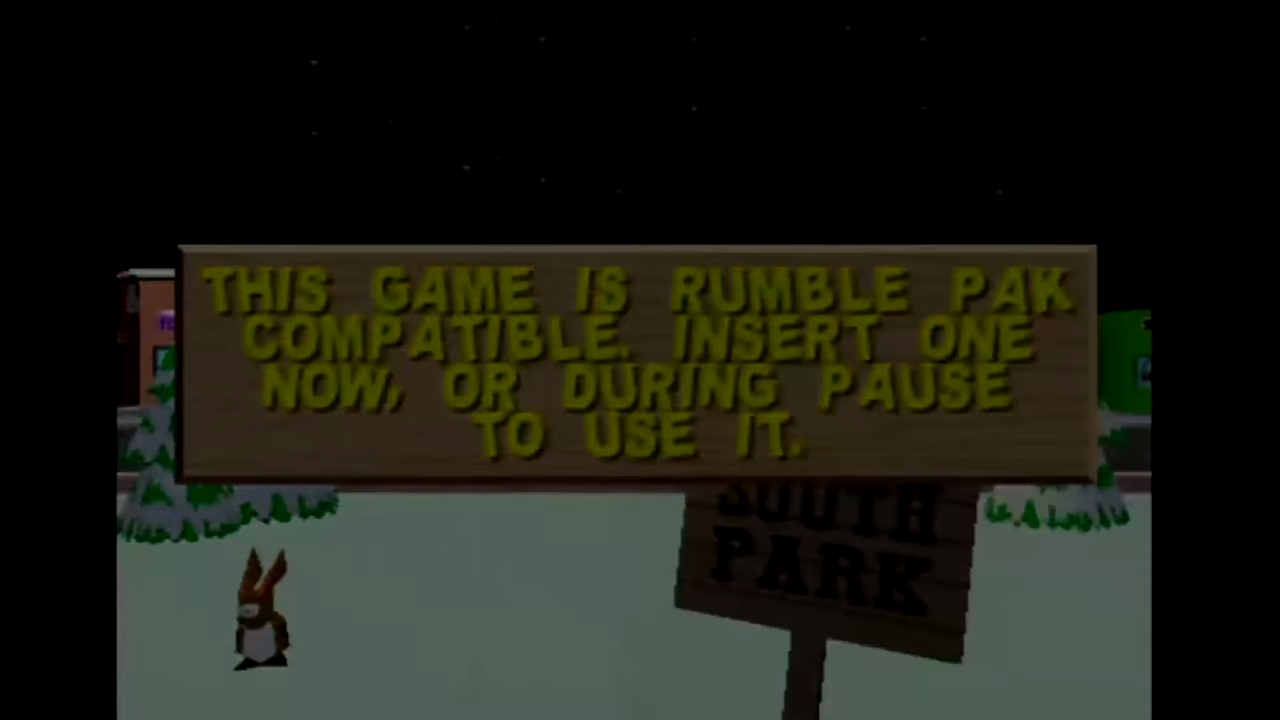 THIS GAME IS RUMBLE PAK
COMPATIBLE. INSERT ONE
NOW, OR DURING PAUSE
TO USE IT.
SOUTH
PARK